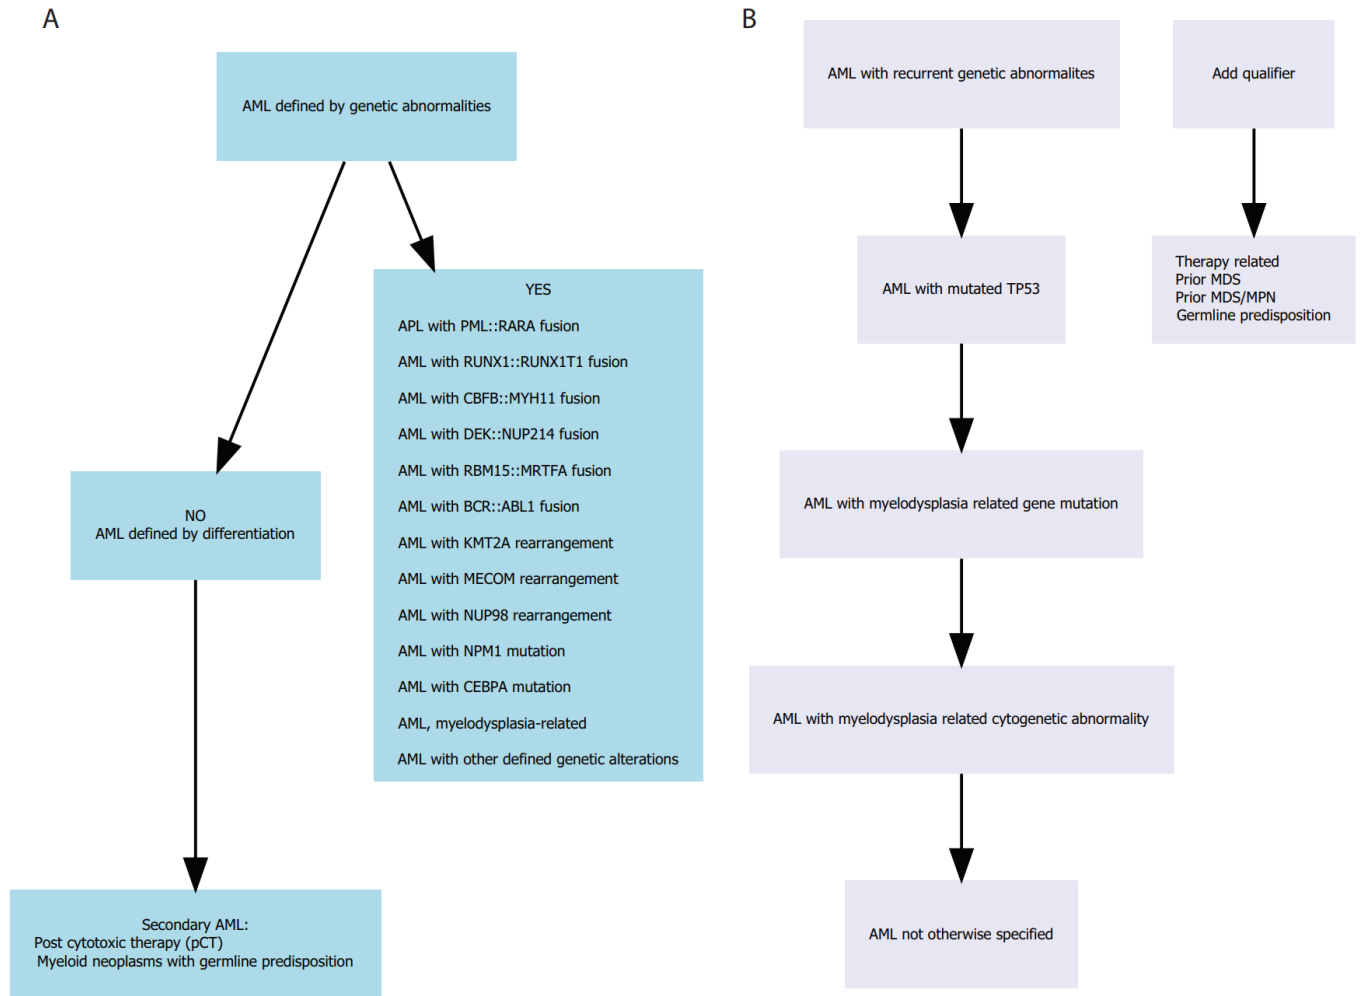 A
AML defined by genetic abnormalities
YES
APL with PML::RARA fusion
AML with RUNX1::RUNX1T1 fusion
AML with CBFB::MYH11 fusion
AML with DEK::NUP214 fusion
AML with RBM15::MRTFA fusion
AML with BCR::ABL1 fusion
AML with KMT2A rearrangement
AML with MECOM rearrangement
AML with NUP98 rearrangement
AML with NPM1 mutation
AML with CEBPA mutation
AML, myelodysplasia-related
AML with other defined genetic alterations
NO
AML defined by differentiation
Secondary AML:
Post cytotoxic therapy (pCT)
Myeloid neoplasms with germline predisposition
B
AML with recurrent genetic abnormalites
AML with mutated TP53
AML with myelodysplasia related gene mutation
AML with myelodysplasia related cytogenetic abnormality
AML not otherwise specified
Add qualifier
Therapy related
Prior MDS
Prior MDS/MPN
Germline predisposition